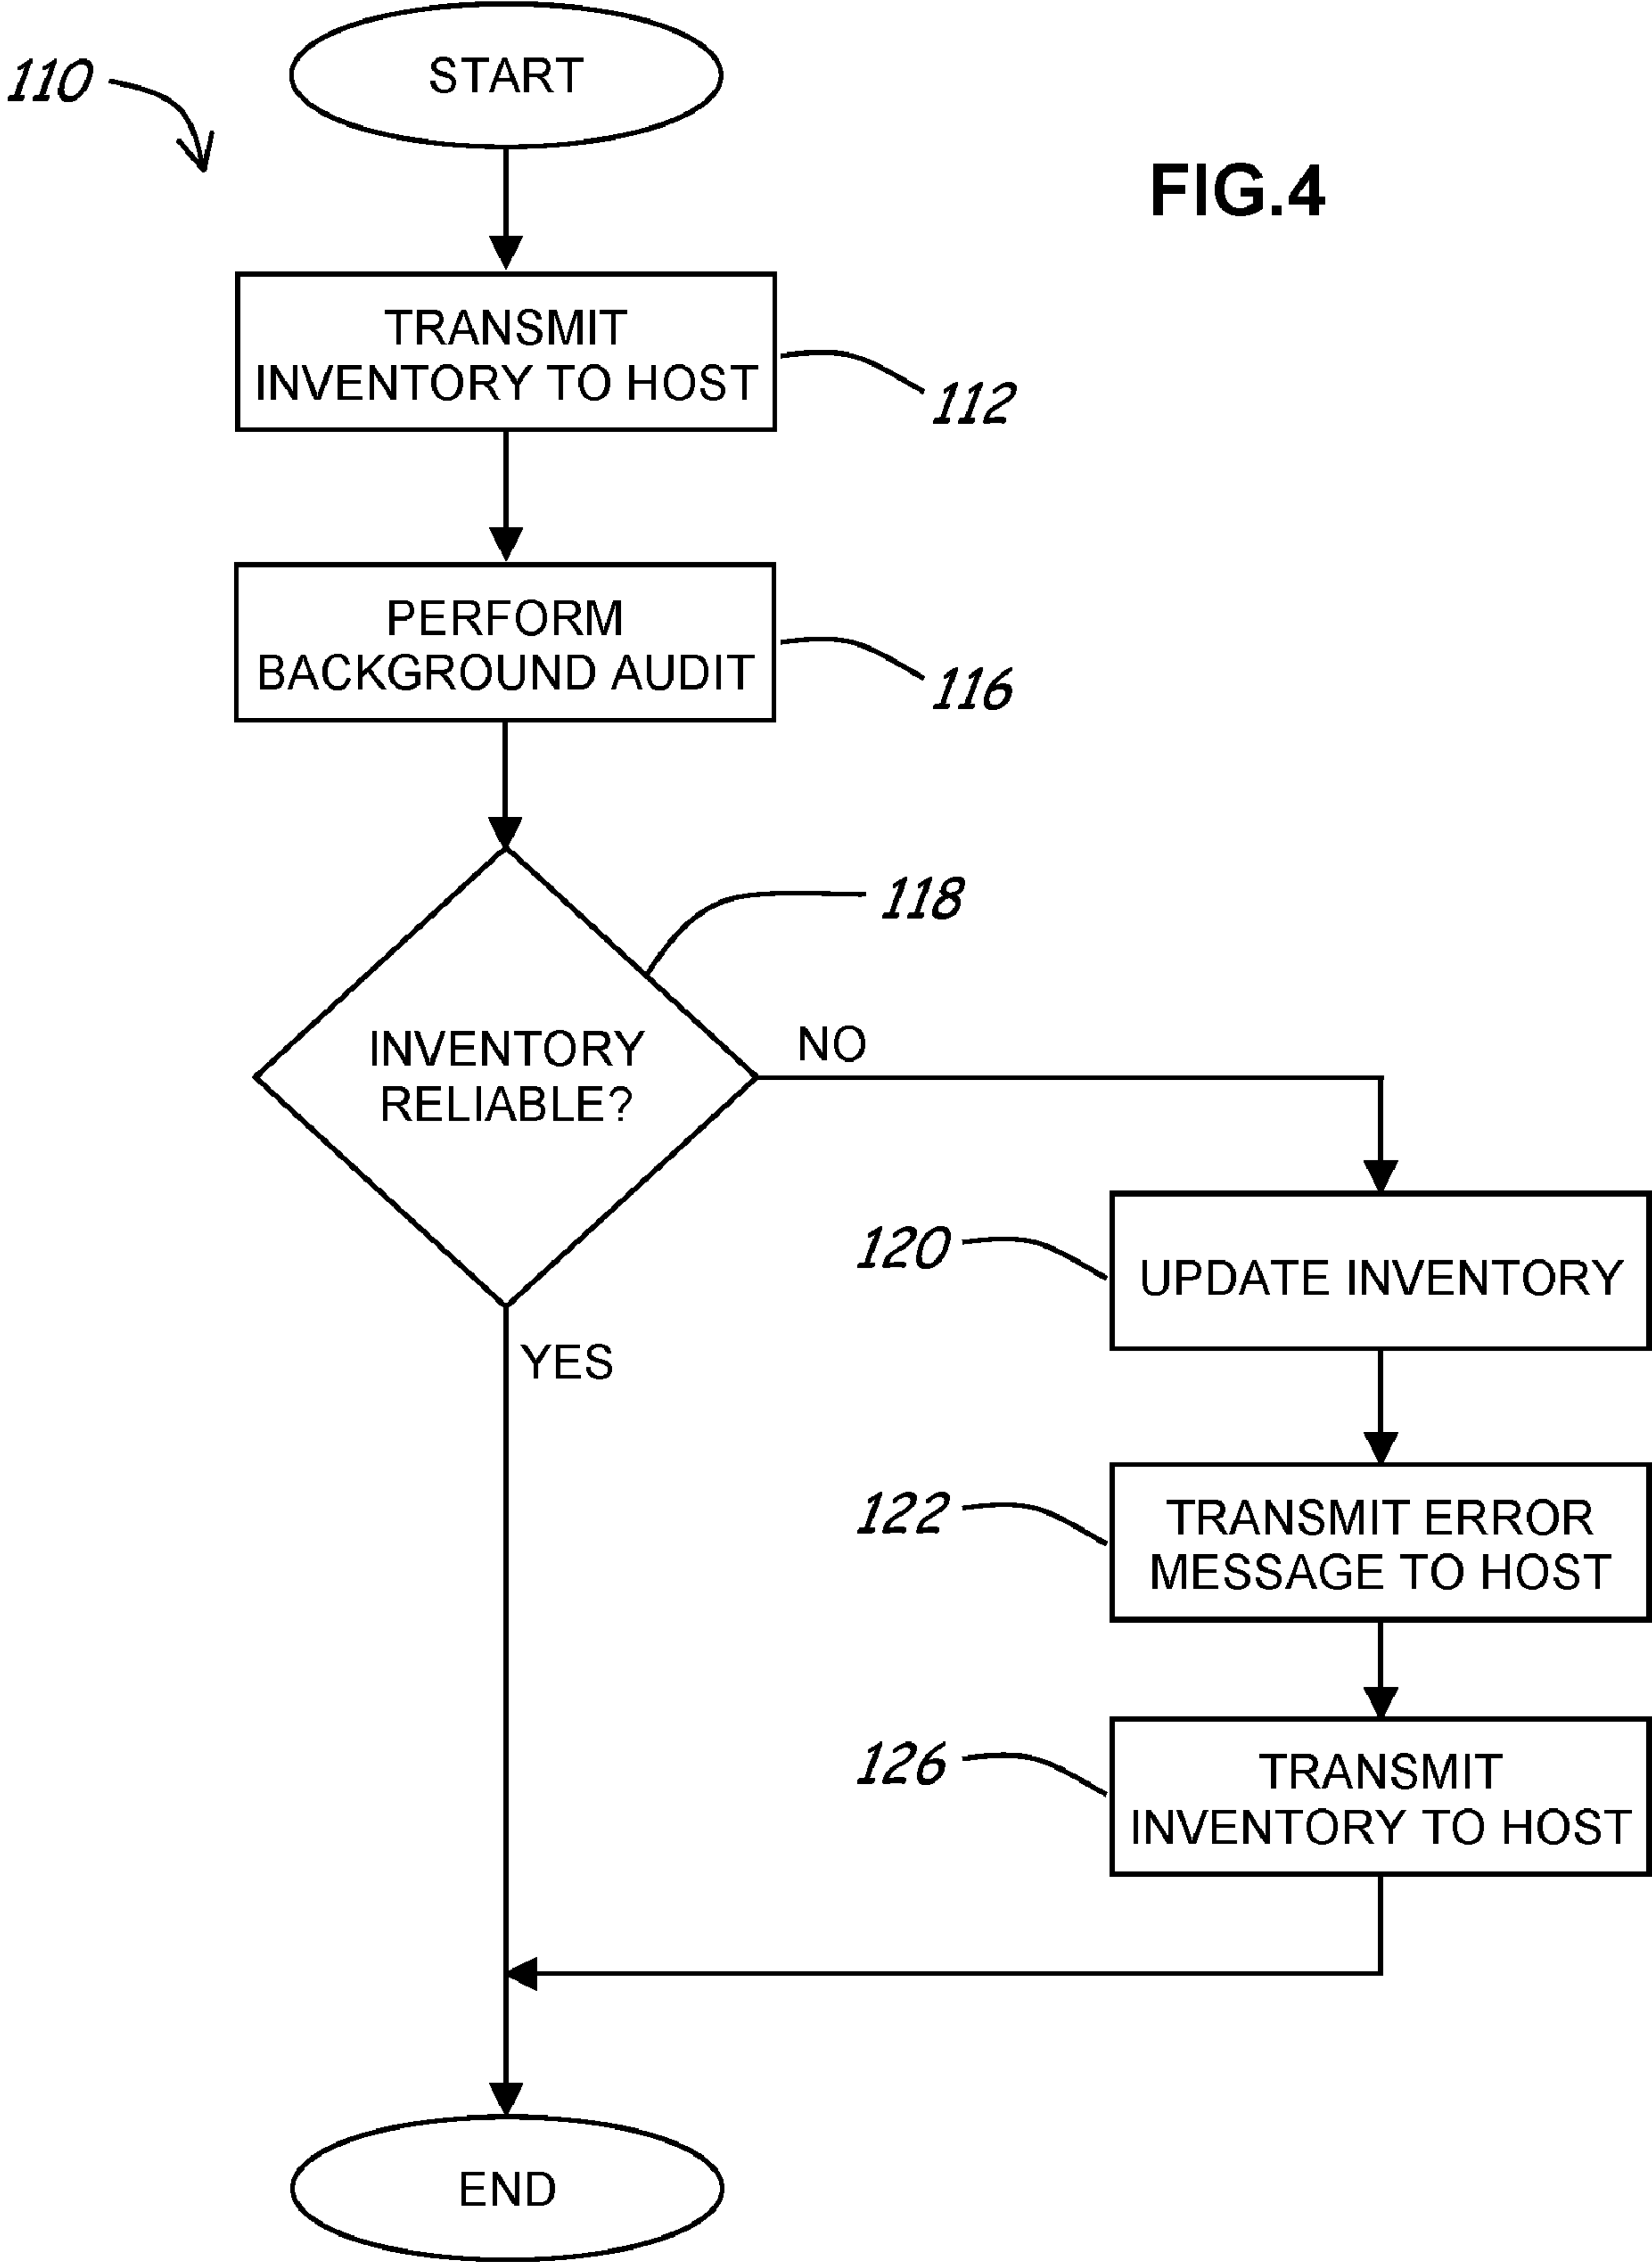 START
110
FIG.4
TRANSMIT
INVENTORY TO HOST
112
PERFORM
BACKGROUND AUDIT
116
118
INVENTORY
RELIABLE?
NO
YES
120
UPDATE INVENTORY
122
TRANSMIT ERROR
MESSAGE TO HOST
126
TRANSMIT
INVENTORY TO HOST
END